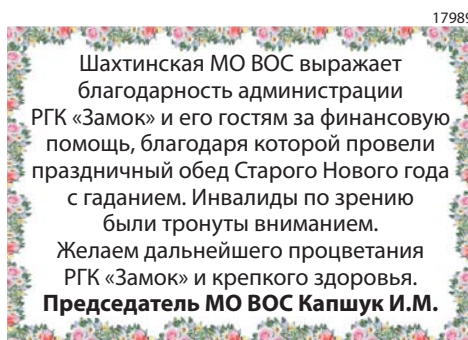 17989
Шахтинская МО ВОС выражает
благодарность администрации
РГК «Замок» и его гостям за финансовую
помощь, благодаря которой провели
праздничный обед Старого Нового года
с гаданием. Инвалиды по зрению
были тронуты вниманием.
Желаем дальнейшего процветания
РГК «Замок» и крепкого здоровья.
Председатель МО ВОС Капшук И.М.